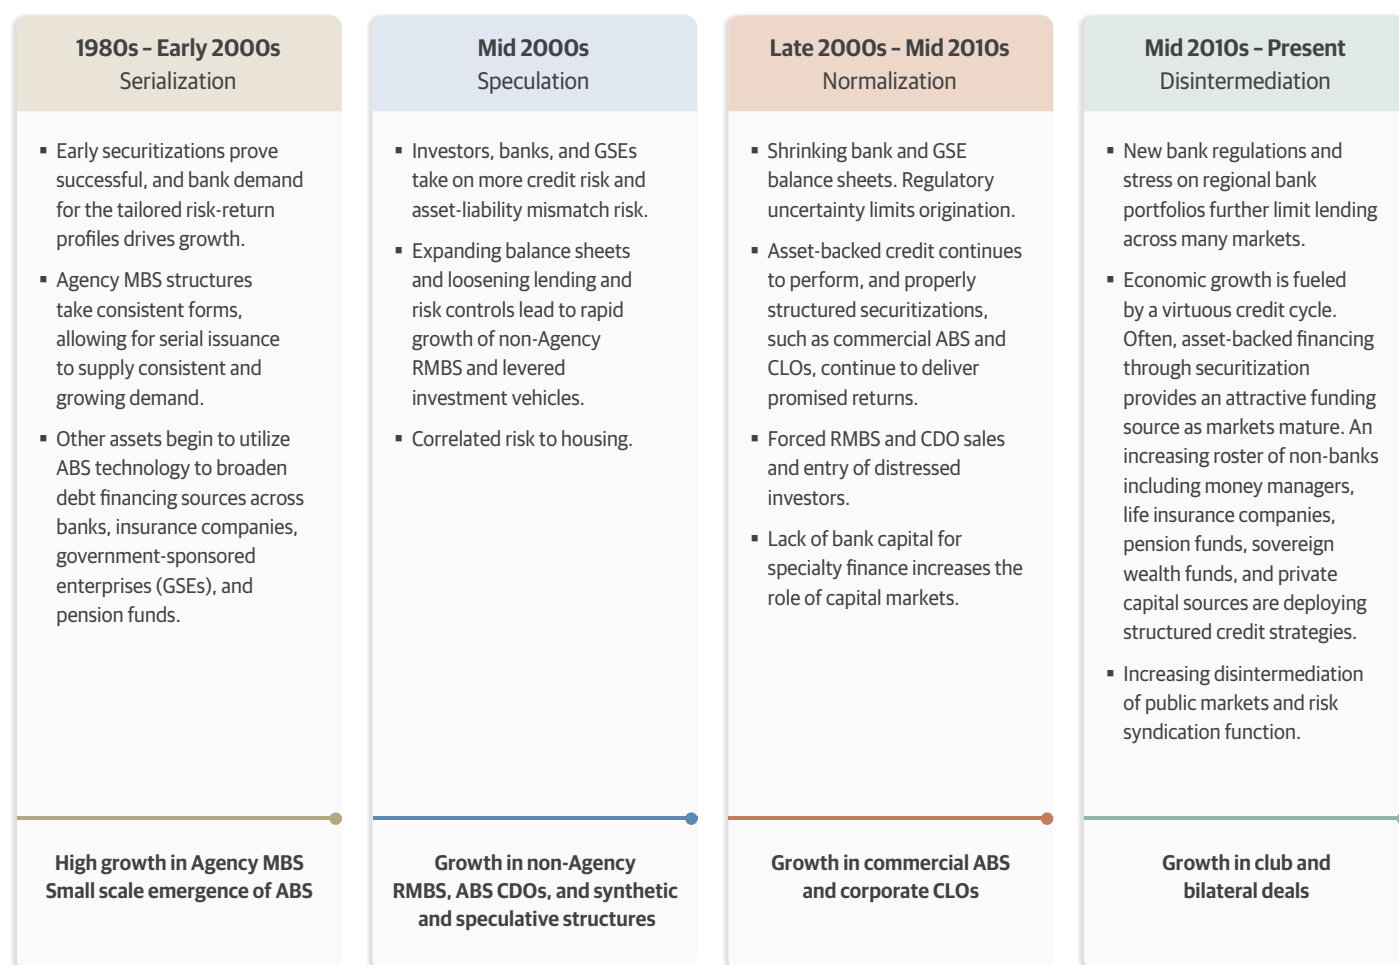 1980s – Early 2000s
Serialization
▪ Early securitizations prove
successful, and bank demand
for the tailored risk-return
profiles drives growth.
▪ Agency MBS structures
take consistent forms,
allowing for serial issuance
to supply consistent and
growing demand.
▪ Other assets begin to utilize
ABS technology to broaden
debt financing sources across
banks, insurance companies,
government-sponsored
enterprises (GSEs), and
pension funds.
High growth in Agency MBS
Small scale emergence of ABS
Mid 2000s
Speculation
▪ Investors, banks, and GSEs
take on more credit risk and
asset-liability mismatch risk.
▪ Expanding balance sheets
and loosening lending and
risk controls lead to rapid
growth of non-Agency
RMBS and levered
investment vehicles.
▪ Correlated risk to housing.
Growth in non-Agency
RMBS, ABS CDOs, and synthetic
and speculative structures
Late 2000s – Mid 2010s
Normalization
▪ Shrinking bank and GSE
balance sheets. Regulatory
uncertainty limits origination.
▪ Asset-backed credit continues
to perform, and properly
structured securitizations,
such as commercial ABS and
CLOs, continue to deliver
promised returns.
▪ Forced RMBS and CDO sales
and entry of distressed
investors.
▪ Lack of bank capital for
specialty finance increases the
role of capital markets.
Growth in commercial ABS
and corporate CLOs
Mid 2010s – Present
Disintermediation
▪ New bank regulations and
stress on regional bank
portfolios further limit lending
across many markets.
▪ Economic growth is fueled
by a virtuous credit cycle.
Often, asset-backed financing
through securitization
provides an attractive funding
source as markets mature. An
increasing roster of non-banks
including money managers,
life insurance companies,
pension funds, sovereign
wealth funds, and private
capital sources are deploying
structured credit strategies.
▪ Increasing disintermediation
of public markets and risk
syndication function.
Growth in club and
bilateral deals